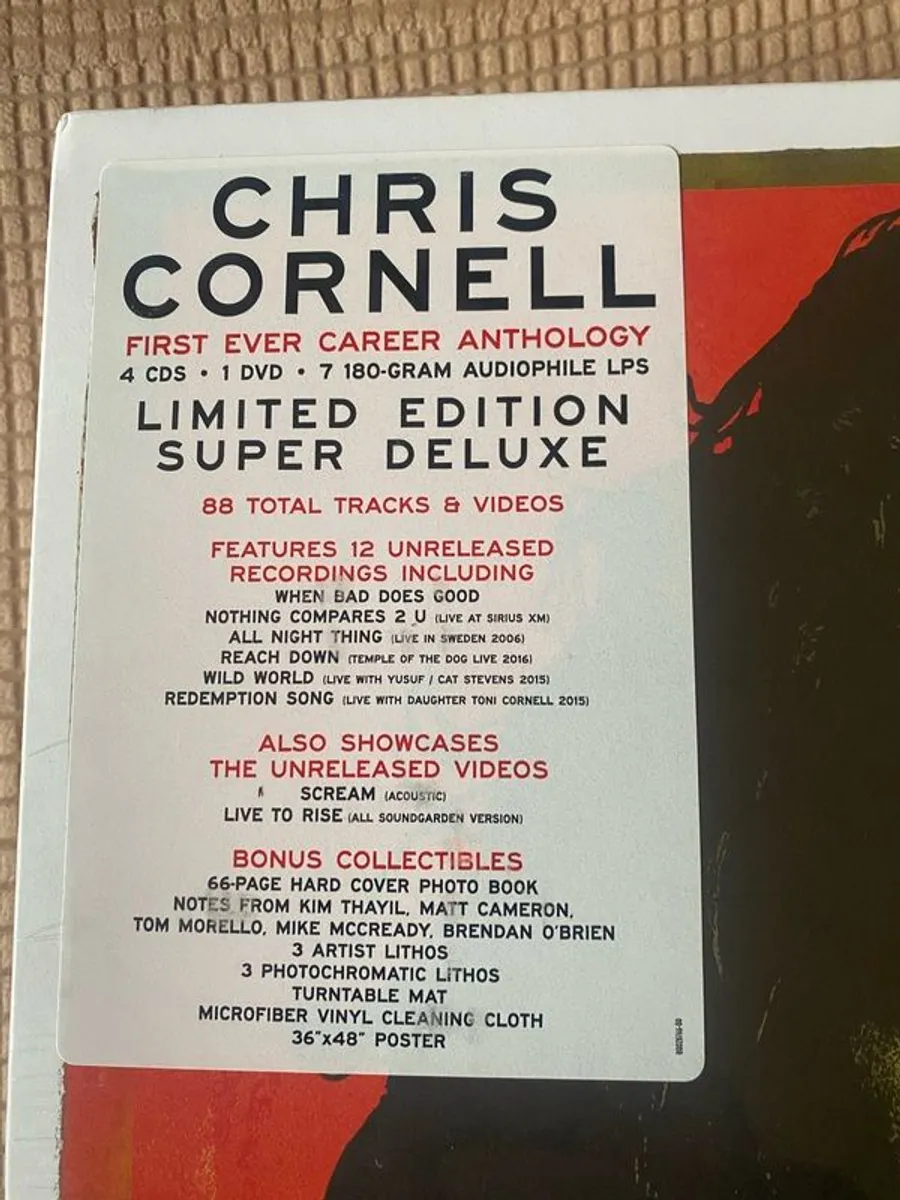 CHRIS
CORNELL
FIRST EVER CAREER ANTHOLOGY
4 CDS • 1 DVD • 7 180-GRAM AUDIOPHILE LPS
LIMITED EDITION
SUPER DELUXE
88 TOTAL TRACKS & VIDEOS
FEATURES 12 UNRELEASED
RECORDINGS INCLUDING
WHEN BAD DOES GOOD
NOTHING COMPARES 2 U (LIVE AT SIRIUS XM)
ALL NIGHT THING (LIVE IN SWEDEN 2006)
REACH DOWN (TEMPLE OF THE DOG LIVE 2016)
WILD WORLD (LIVE WITH YUSUF / CAT STEVENS 2015)
REDEMPTION SONG (LIVE WITH DAUGHTER TONI CORNELL 2015)
ALSO SHOWCASES
THE UNRELEASED VIDEOS
SCREAM (ACOUSTIC)
LIVE TO RISE (ALL SOUNDGARDEN VERSION)
BONUS COLLECTIBLES
66-PAGE HARD COVER PHOTO BOOK
NOTES FROM KIM THAYIL, MATT CAMERON,
TOM MORELLO, MIKE MCCREADY, BRENDAN O'BRIEN
3 ARTIST LITHOS
3 PHOTOCHROMATIC LITHOS
TURNTABLE MAT
MICROFIBER VINYL CLEANING CLOTH
36"x48" POSTER